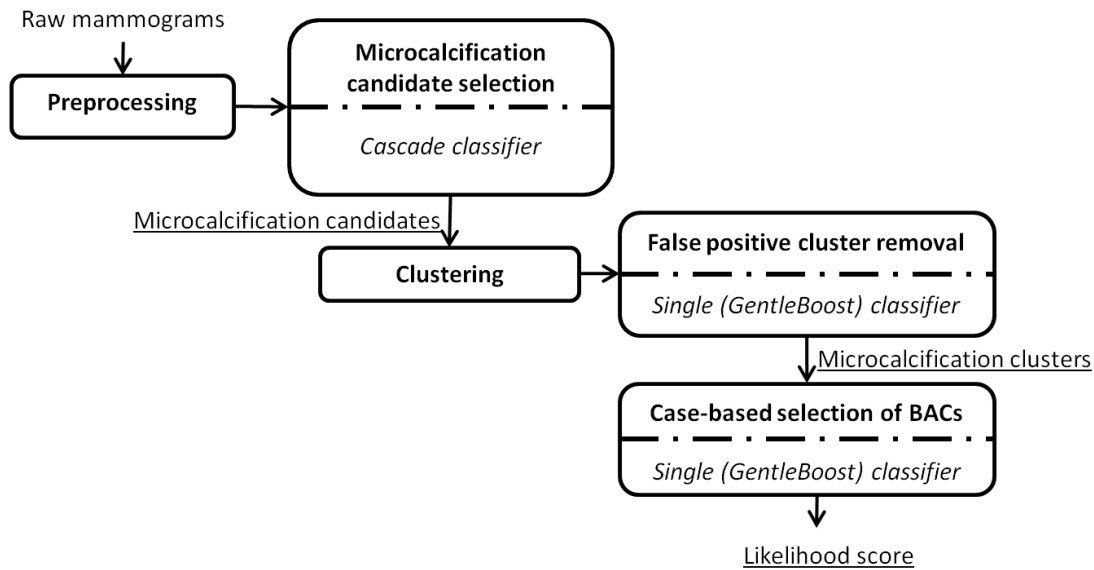 Raw mammograms
Preprocessing
Microcalcification
candidate selection
Cascade classifier
Microcalcification candidates
Clustering
False positive cluster removal
Single (GentleBoost) classifier
Microcalcification clusters
Case-based selection of BACs
Single (GentleBoost) classifier
Likelihood score